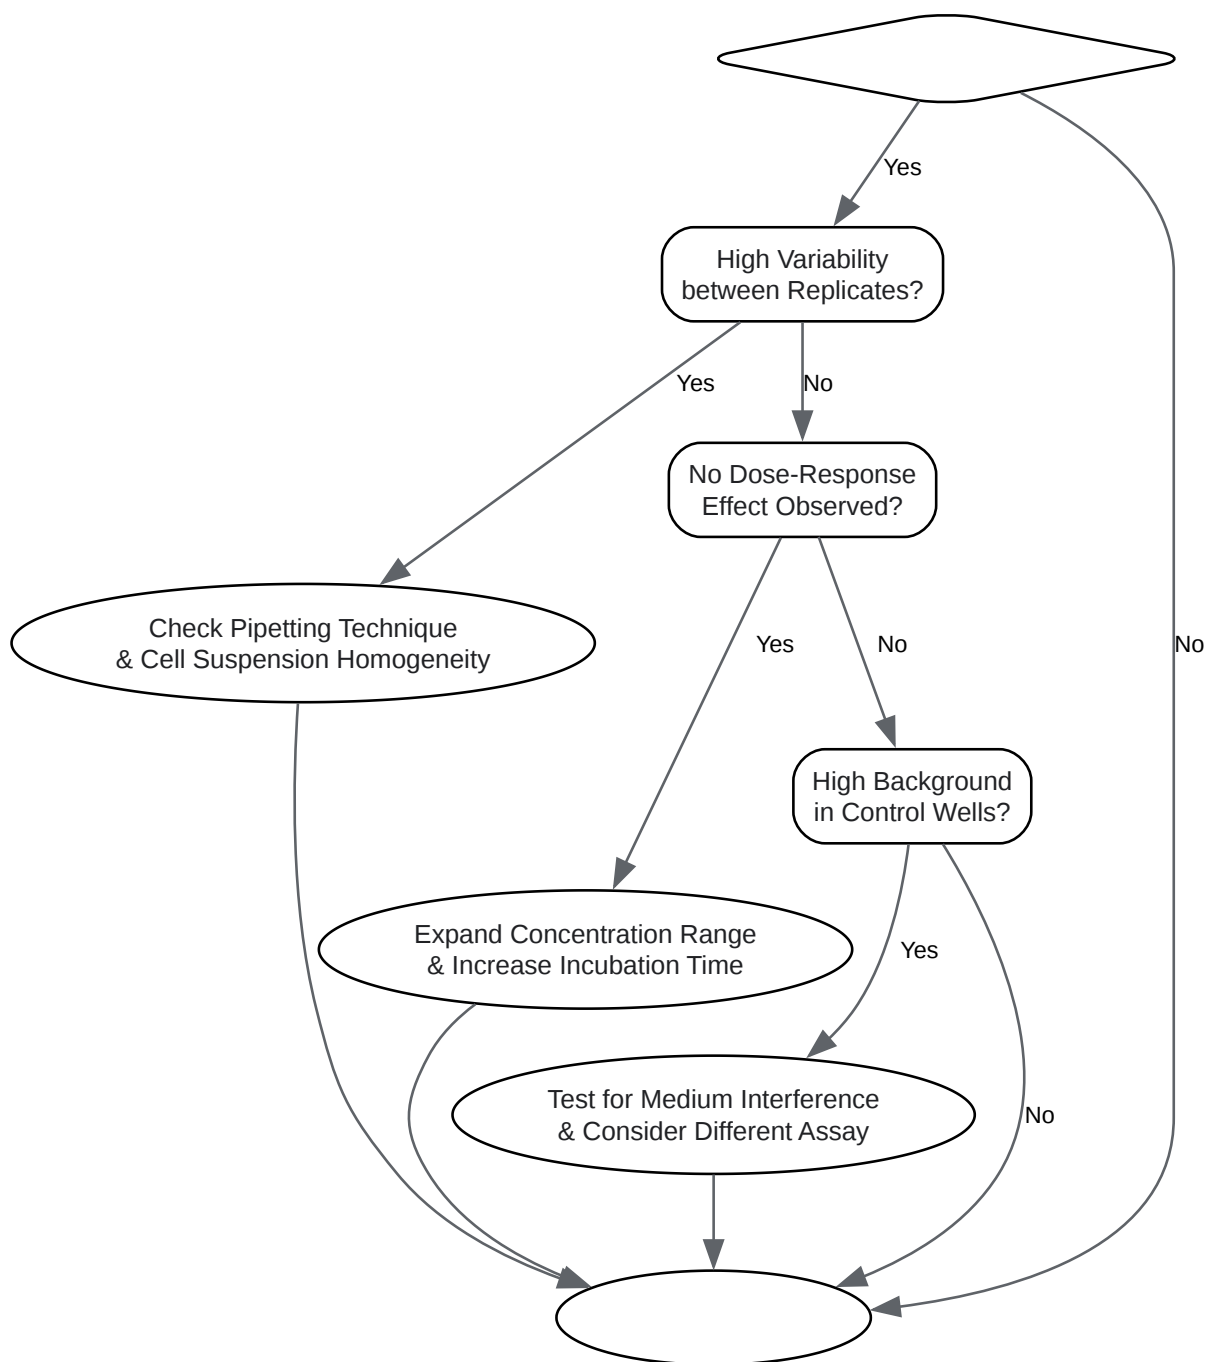 Yes
High Variability
between Replicates?
Yes
No
No Dose-Response
Effect Observed?
Check Pipetting Technique
& Cell Suspension Homogeneity
Yes
No
No
High Background
in Control Wells?
Expand Concentration Range
& Increase Incubation Time
Yes
Test for Medium Interference
& Consider Different Assay
No